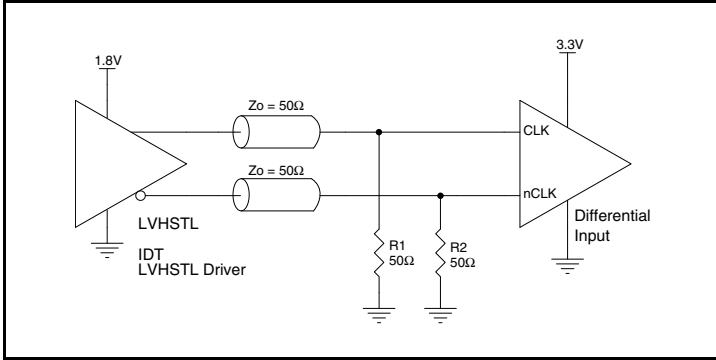 1.8V
3.3V
Zo = 50Ω
CLK
Zo = 50Ω
nCLK
LVHSTL
IDT
LVHSTL Driver
R1
50Ω
R2
50Ω
Differential
Input